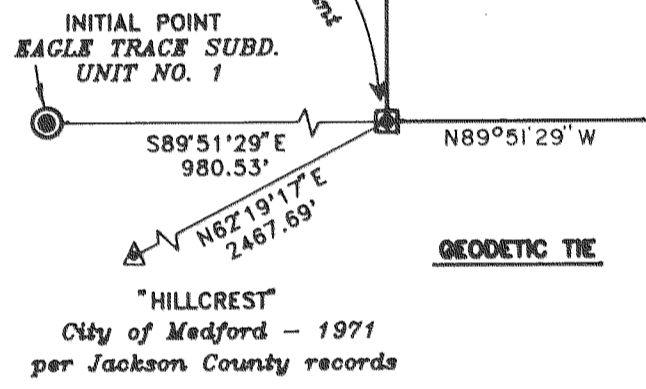 ment
INITIAL POINT
EAGLE TRACE SUBD.
UNIT NO. 1
S89°51'29"E
980.53'
N89°51'29"W
N62°19'17"E
2467.69'
GEODETIC TIE
"HILLCREST"
City of Medford - 1971
per Jackson County records